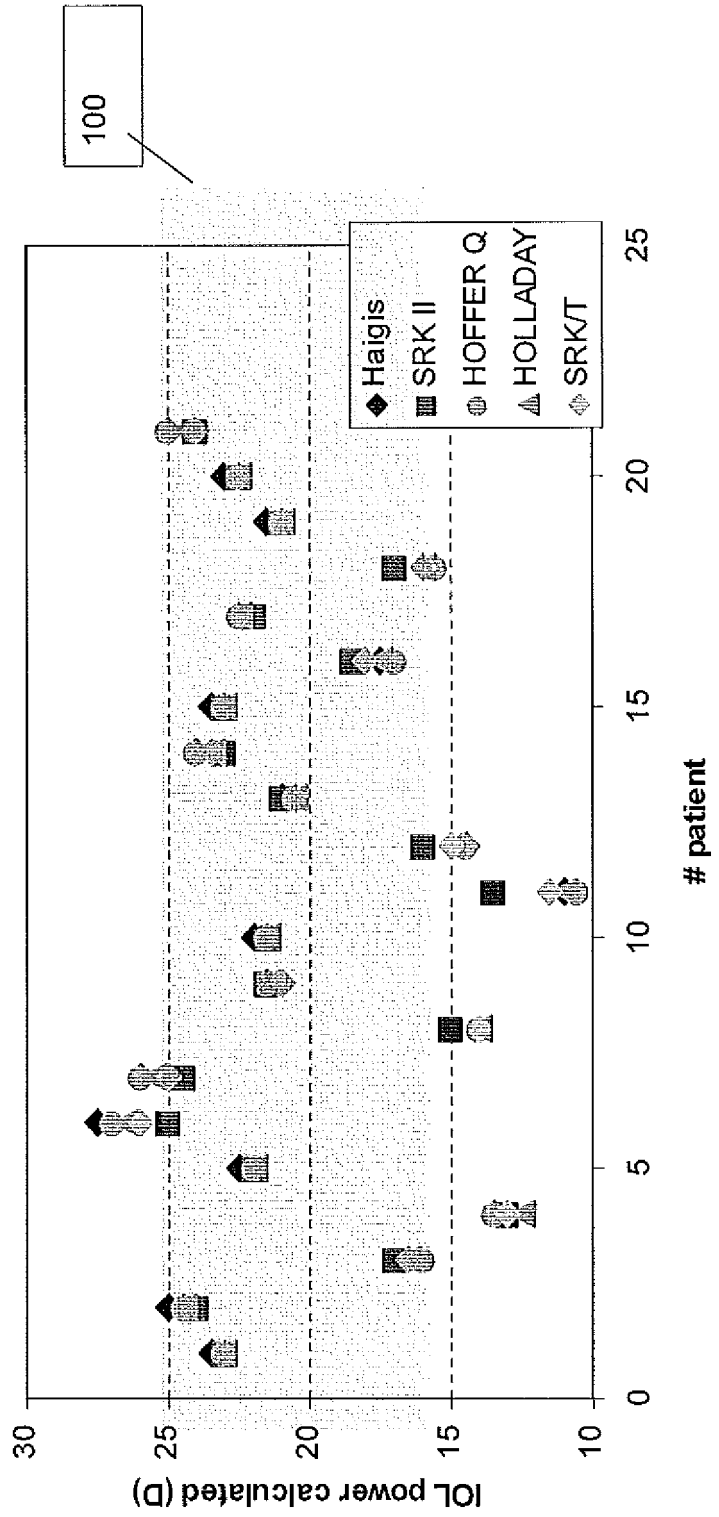 100
IOL power calculated (D)
30
25
20
15
10
0
5
10
15
20
25
# patient
Haigis
SRK II
HOFFER Q
HOLLADAY
SRK/T